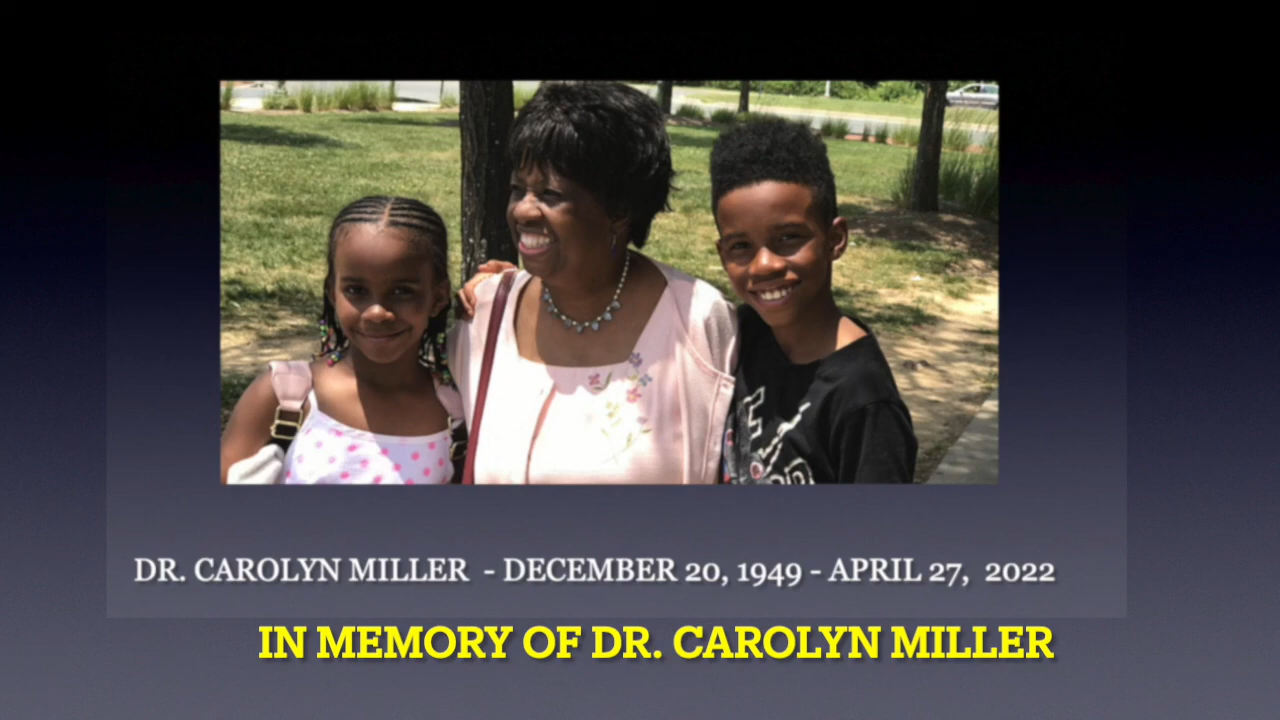 DR. CAROLYN MILLER - DECEMBER 20, 1949 - APRIL 27, 2022
IN MEMORY OF DR. CAROLYN MILLER